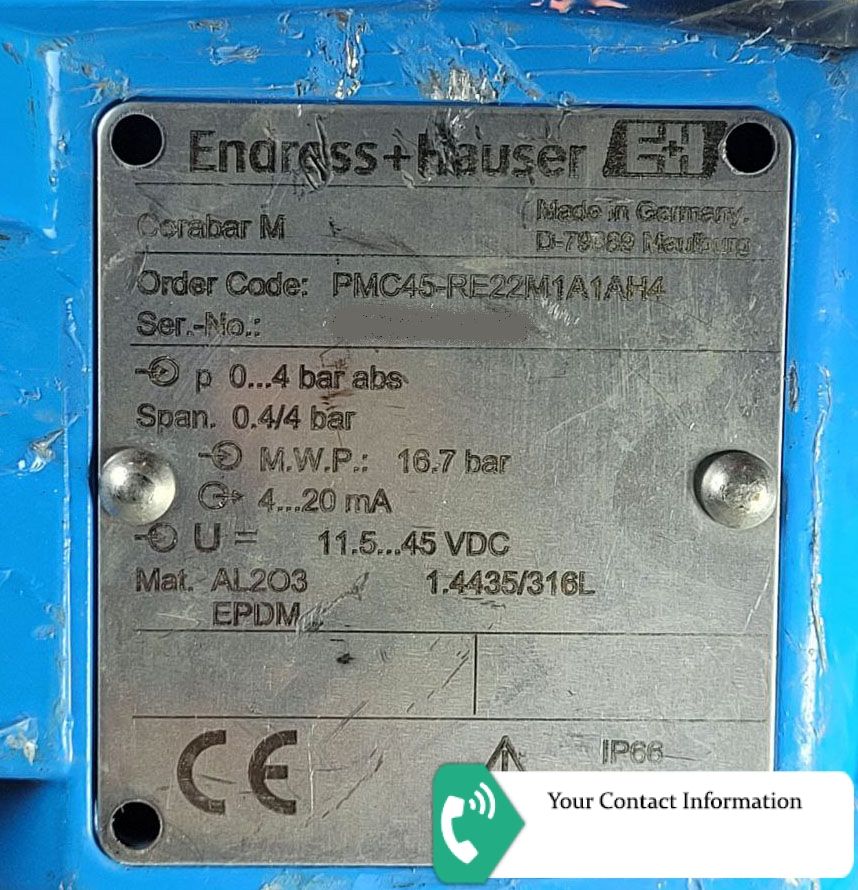 Endress+Hauser E+H
Cerabar M
Made in Germany.
D-79689 Maulburg
Order Code: PMC45-RE22M1A1AH4
Ser.-No.:
p 0...4 bar abs
Span. 0.4/4 bar
M.W.P.: 16.7 bar
4...20 mA
U = 11.5...45 VDC
Mat. AL2O3 1.4435/316L
EPDM
CE IP66
Your Contact Information